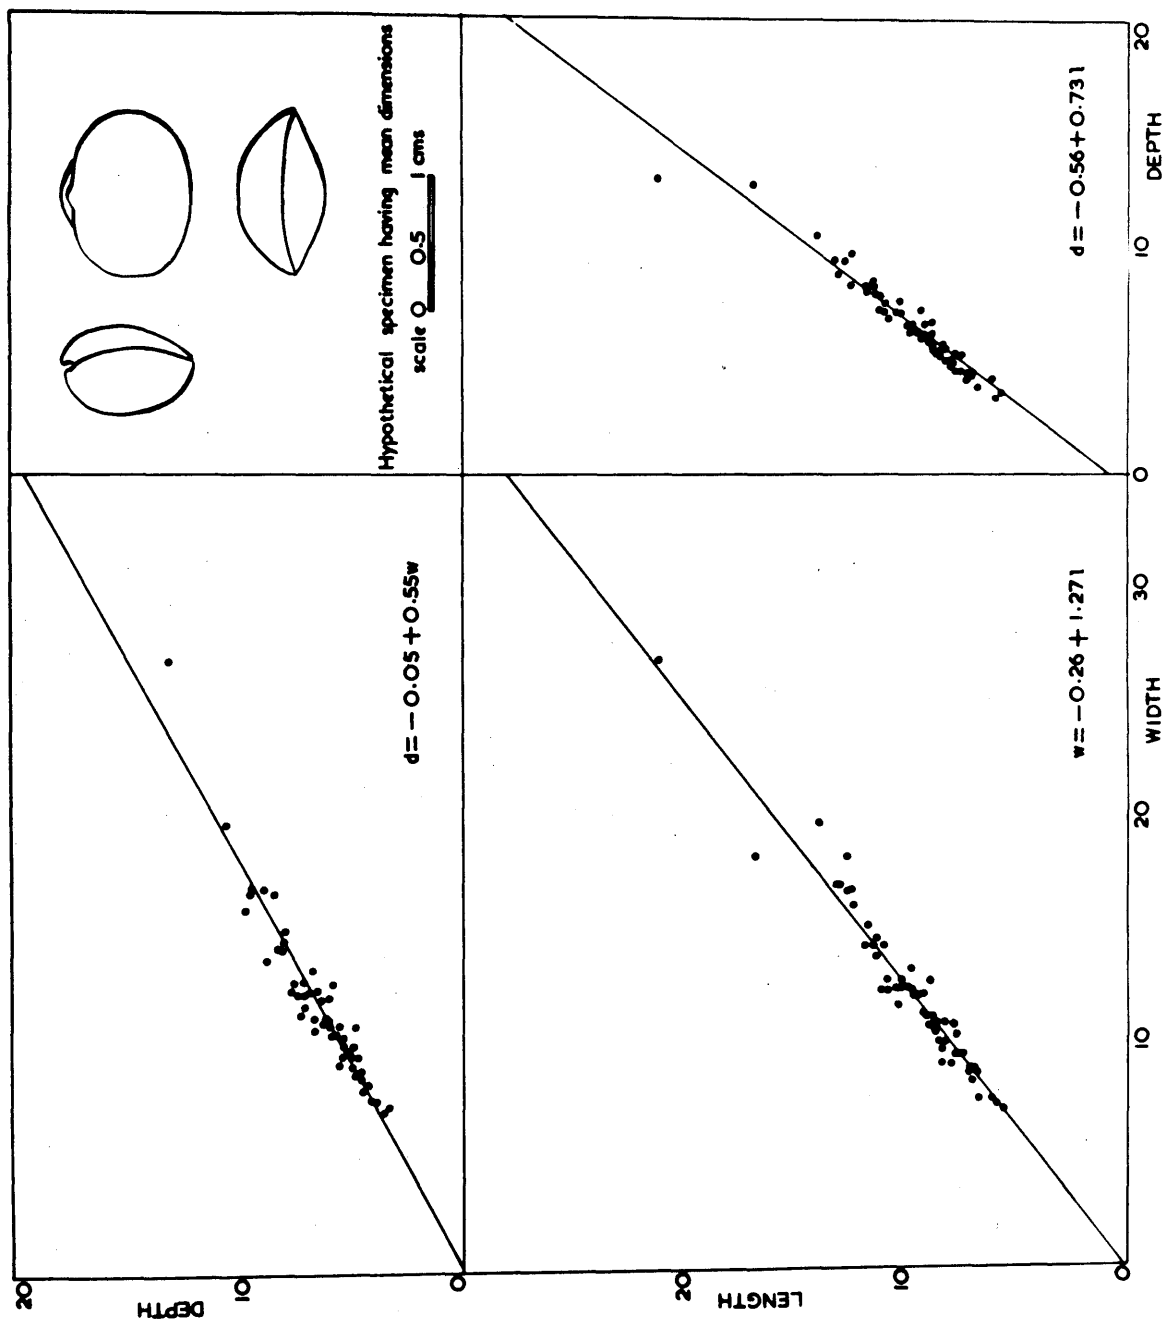 20
10
0
DEPTH
d=−0.05+0.55w
Hypothetical specimen having mean dimensions
scale 0 0.5 1 cms
20
10
0
LENGTH
w=−0.26+1.27l
10
20
30
WIDTH
d=−0.56+0.73l
0
10
20
DEPTH